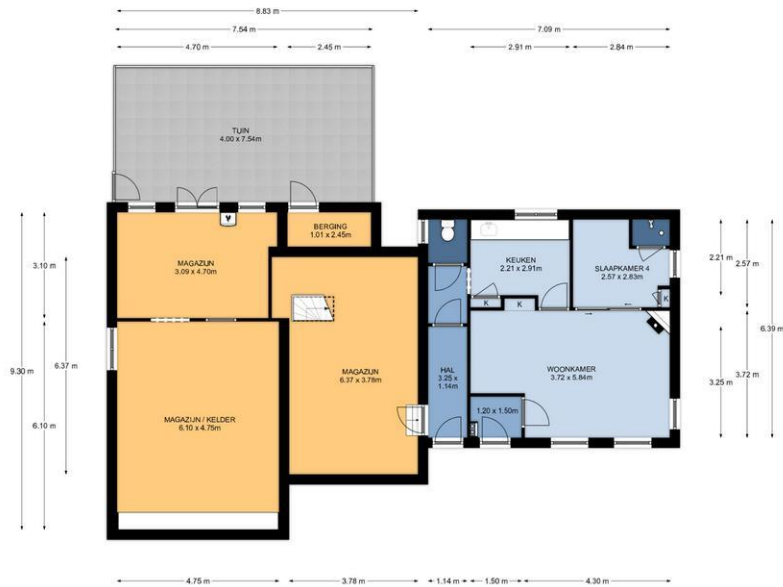 8.83 m
7.54 m
7.09 m
4.70 m
2.45 m
2.91 m
2.84 m
TUIN
4.00 x 7.54m
BERGING
1.01 x 2.45m
MAGAZIJN
3.09 x 4.70m
KEUKEN
2.21 x 2.91m
SLAAPKAMER 4
2.57 x 2.83m
K
K
K
MAGAZIJN
6.37 x 3.78m
HAL
3.25 x
1.14m
WOONKAMER
3.72 x 5.84m
1.20 x 1.50m
MAGAZIJN / KELDER
6.10 x 4.75m
3.10 m
9.30 m
6.37 m
6.10 m
2.21 m
2.57 m
6.39 m
3.25 m
3.72 m
4.75 m
3.78 m
1.14 m
1.50 m
4.30 m